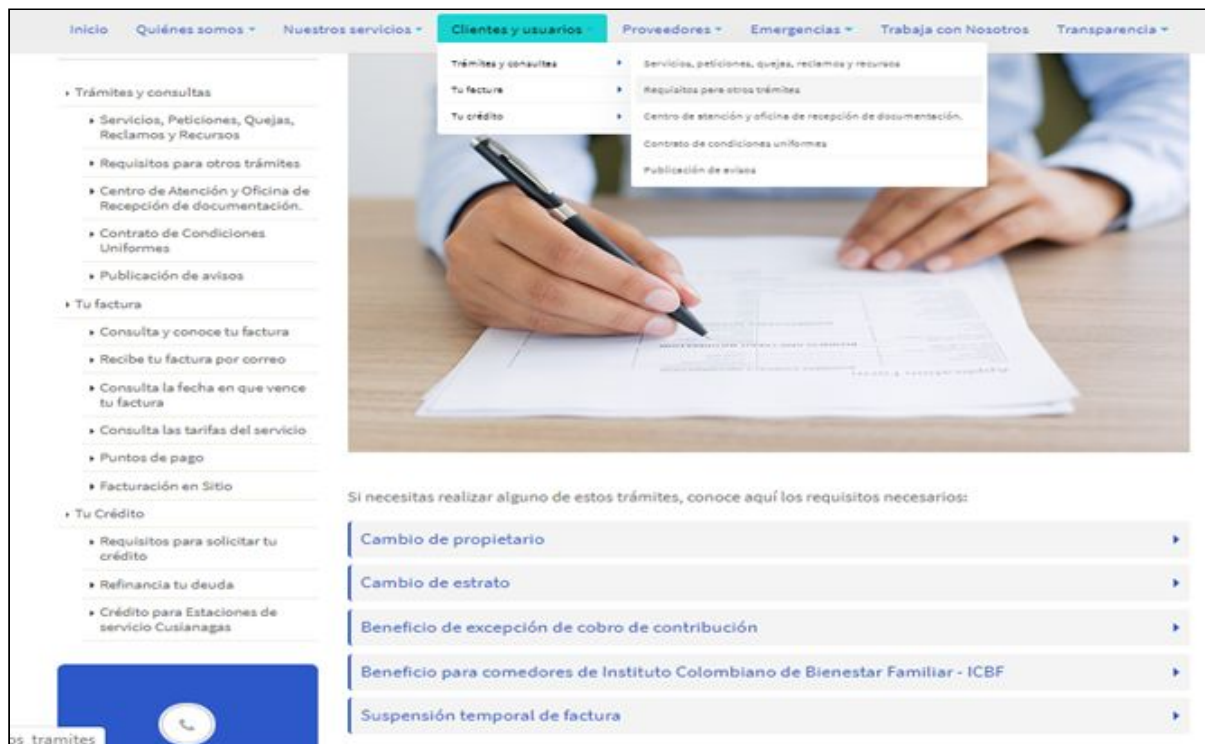 Inicio Quiénes somos Nuestros servicios Clientes y usuarios Proveedores Emergencias Trabaja con Nosotros Transparencia
Trámites y consultas
Tu factura
Tu crédito
Servicios, peticiones, quejas, reclamos y recursos
Requisitos para otros trámites
Centro de atención y oficina de recepción de documentación.
Contrato de condiciones uniformes
Publicación de avisos
Trámites y consultas
Servicios, Peticiones, Quejas,
Reclamos y Recursos
Requisitos para otros trámites
Centro de Atención y Oficina de
Recepción de documentación.
Contrato de Condiciones
Uniformes
Publicación de avisos
Tu factura
Consulta y conoce tu factura
Recibe tu factura por correo
Consulta la fecha en que vence
tu factura
Consulta las tarifas del servicio
Puntos de pago
Facturación en Sitio
Tu Crédito
Requisitos para solicitar tu
crédito
Refinancia tu deuda
Crédito para Estaciones de
servicio Cusianagas
Application Form
Si necesitas realizar alguno de estos trámites, conoce aquí los requisitos necesarios:
Cambio de propietario
Cambio de estrato
Beneficio de excepción de cobro de contribución
Beneficio para comedores de Instituto Colombiano de Bienestar Familiar - ICBF
Suspensión temporal de factura
os_tramites